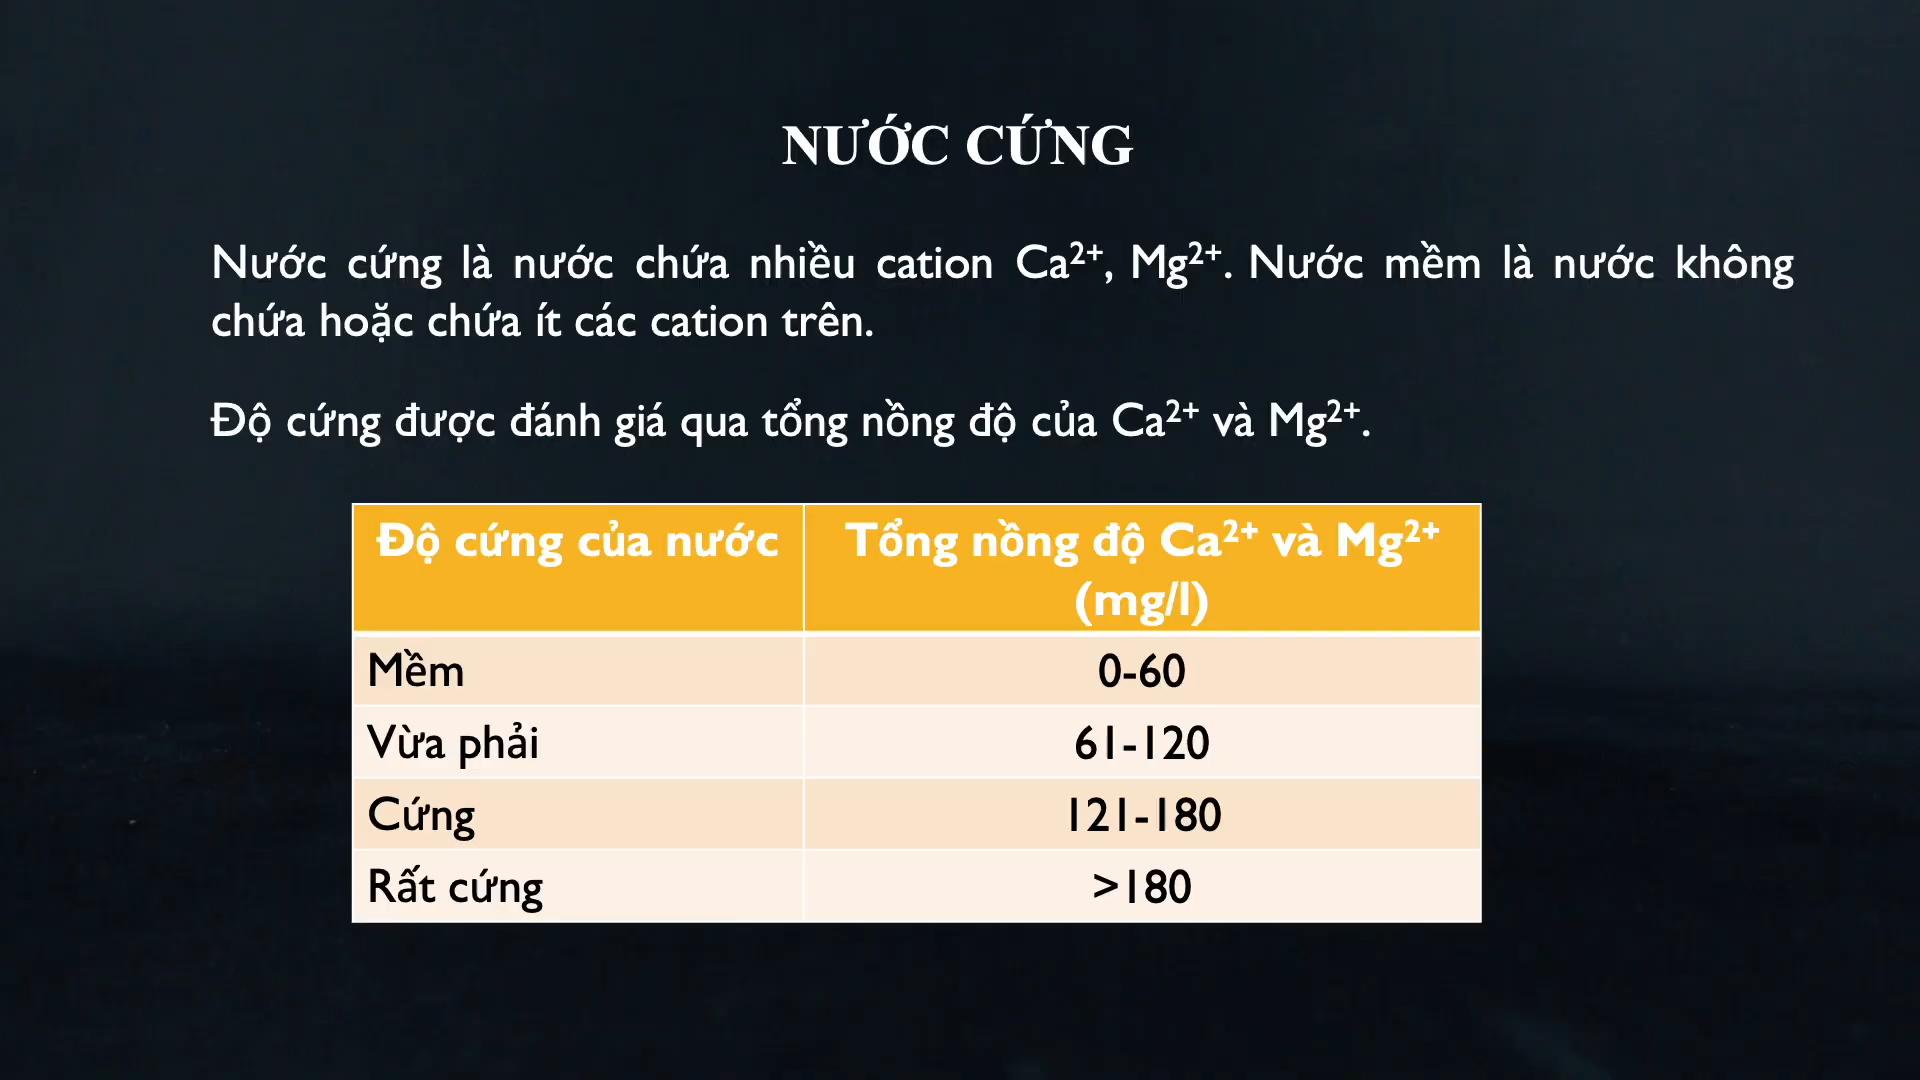 NƯỚC CỨNG
Nước cứng là nước chứa nhiều cation Ca²⁺, Mg²⁺. Nước mềm là nước không
chứa hoặc chứa ít các cation trên.
Độ cứng được đánh giá qua tổng nồng độ của Ca²⁺ và Mg²⁺.
Độ cứng của nước
Tổng nồng độ Ca²⁺ và Mg²⁺
(mg/l)
Mềm
0-60
Vừa phải
61-120
Cứng
121-180
Rất cứng
>180